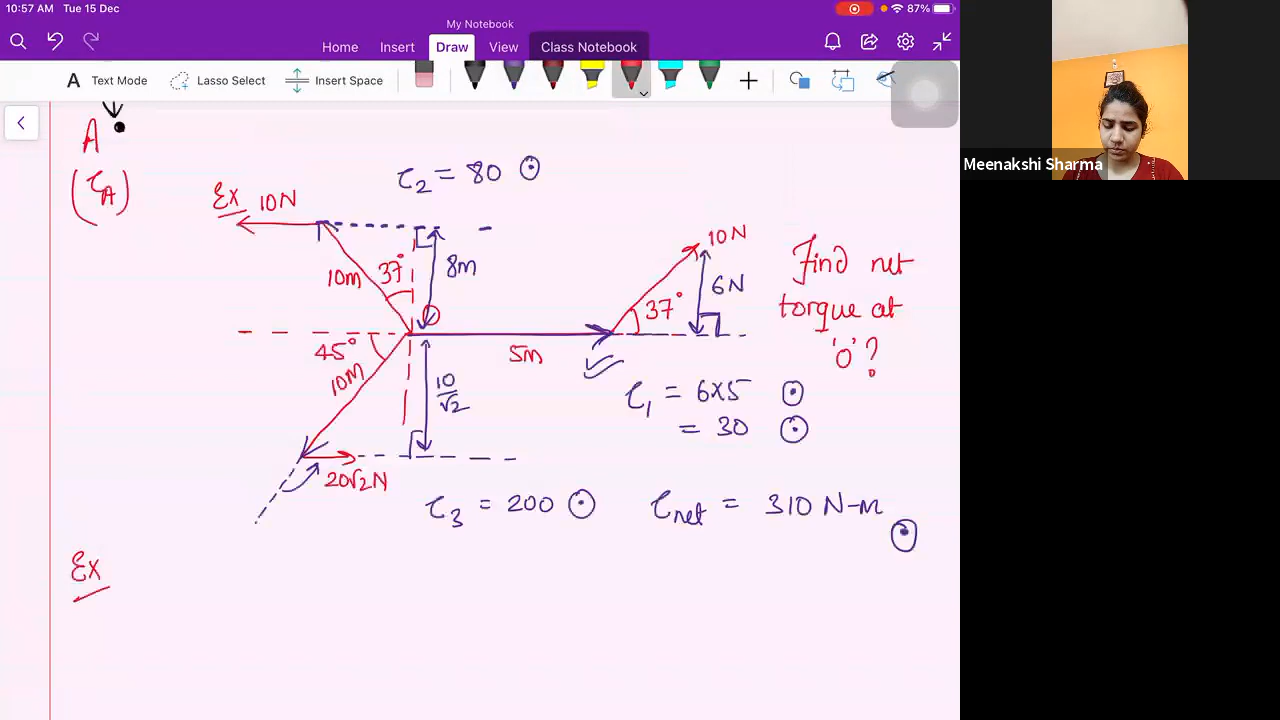 10:57 AM Tue 15 Dec
87%
My Notebook
Home Insert Draw View Class Notebook
A Text Mode Lasso Select Insert Space
Meenakshi Sharma
A
(τA)
Ex 10N
τ2 = 80 ⊙
10m 37° 8m
O
10N
6N
37°
Find net
torque at
'O'?
45°
10m
5m
10/√2
τ1 = 6×5 ⊙
= 30 ⊙
20√2N
τ3 = 200 ⊙
τnet = 310 N-m ⊙
Ex